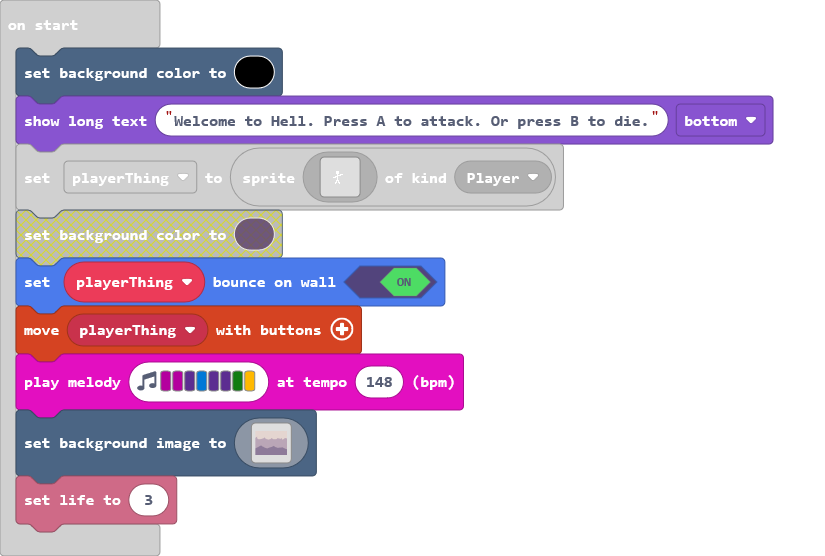 on start
set background color to
show long text "Welcome to Hell. Press A to attack. Or press B to die." bottom
set playerThing to sprite of kind Player
set background color to
set playerThing bounce on wall ON
move playerThing with buttons
play melody at tempo 148 (bpm)
set background image to
set life to 3